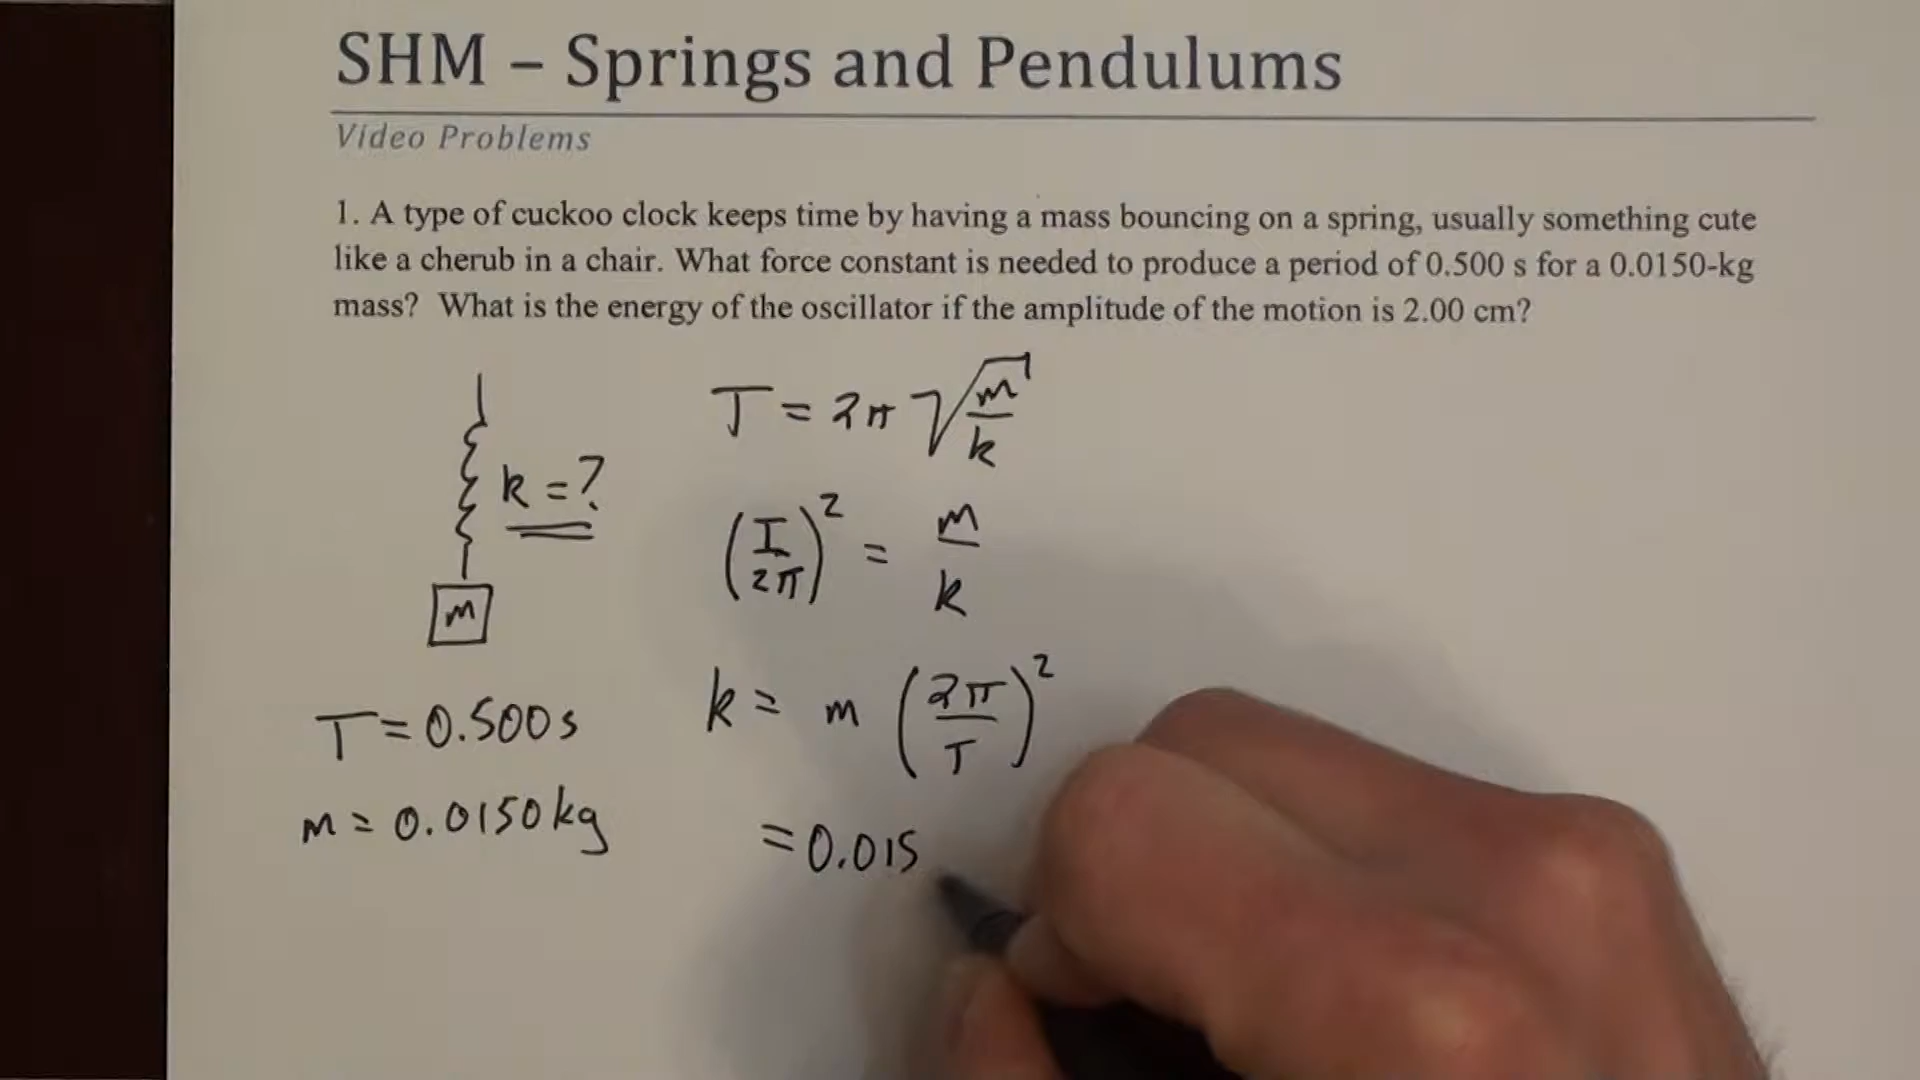 SHM – Springs and Pendulums
Video Problems
1. A type of cuckoo clock keeps time by having a mass bouncing on a spring, usually something cute
like a cherub in a chair. What force constant is needed to produce a period of 0.500 s for a 0.0150-kg
mass? What is the energy of the oscillator if the amplitude of the motion is 2.00 cm?
k = ?
m
T = 0.500 s
m = 0.0150 kg
T = 2π √(m/k)
(T/2π)² = m/k
k = m (2π/T)²
= 0.015